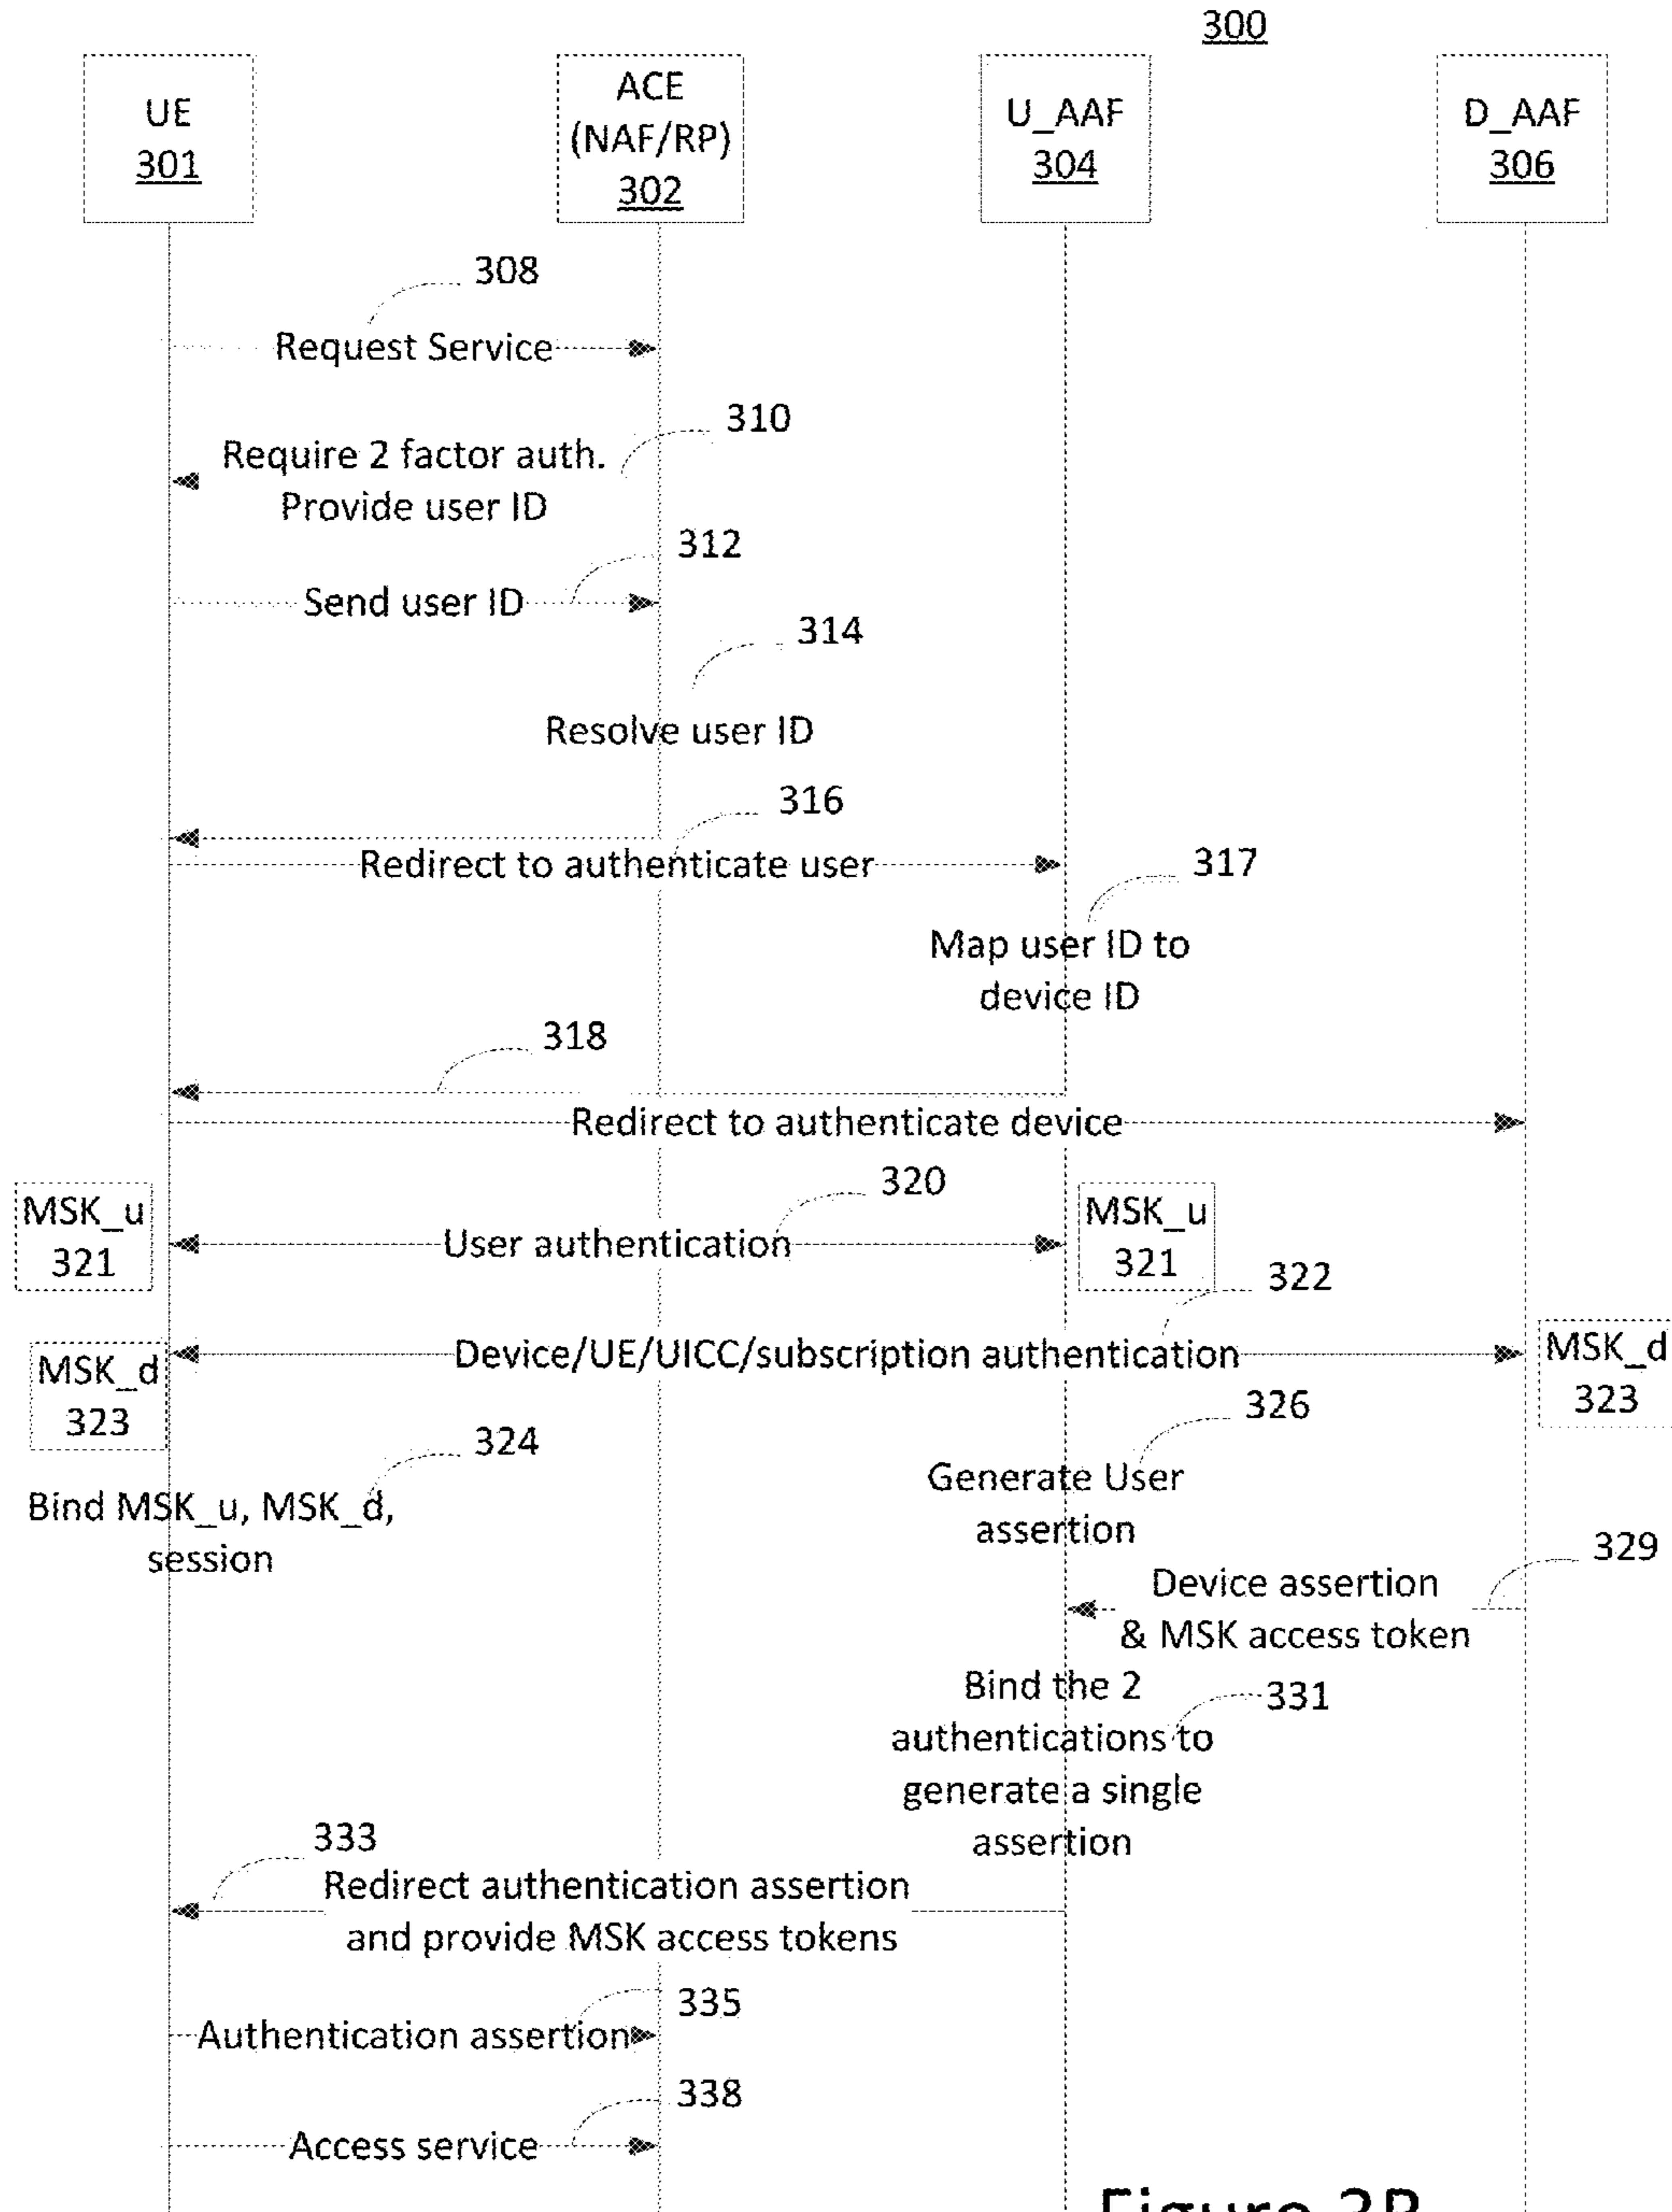 300
UE
301
ACE
(NAF/RP)
302
U_AAF
304
D_AAF
306
308
Request Service
310
Require 2 factor auth.
Provide user ID
312
Send user ID
314
Resolve user ID
316
Redirect to authenticate user
317
Map user ID to
device ID
318
Redirect to authenticate device
320
MSK_u
321
User authentication
MSK_u
321
322
MSK_d
323
Device/UE/UICC/subscription authentication
MSK_d
323
324
Bind MSK_u, MSK_d,
session
326
Generate User
assertion
329
Device assertion
& MSK access token
Bind the 2
authentications to
generate a single
assertion
331
333
Redirect authentication assertion
and provide MSK access tokens
335
Authentication assertion
338
Access service
Figure 3B